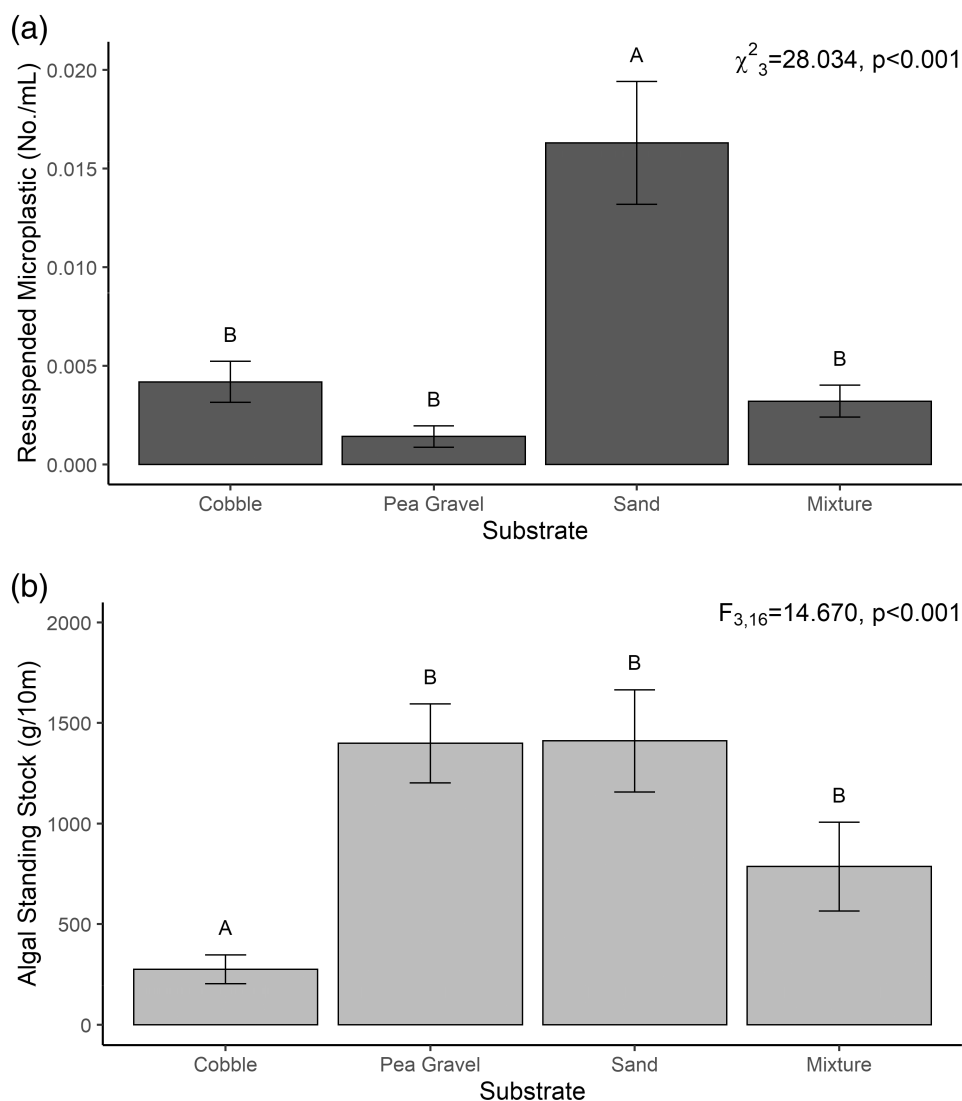 (a)
χ²₃=28.034, p<0.001
Resuspended Microplastic (No./mL)
0.020
0.015
0.010
0.005
0.000
B
B
A
B
Cobble
Pea Gravel
Sand
Mixture
Substrate
(b)
F₃,₁₆=14.670, p<0.001
Algal Standing Stock (g/10m)
2000
1500
1000
500
0
A
B
B
B
Cobble
Pea Gravel
Sand
Mixture
Substrate